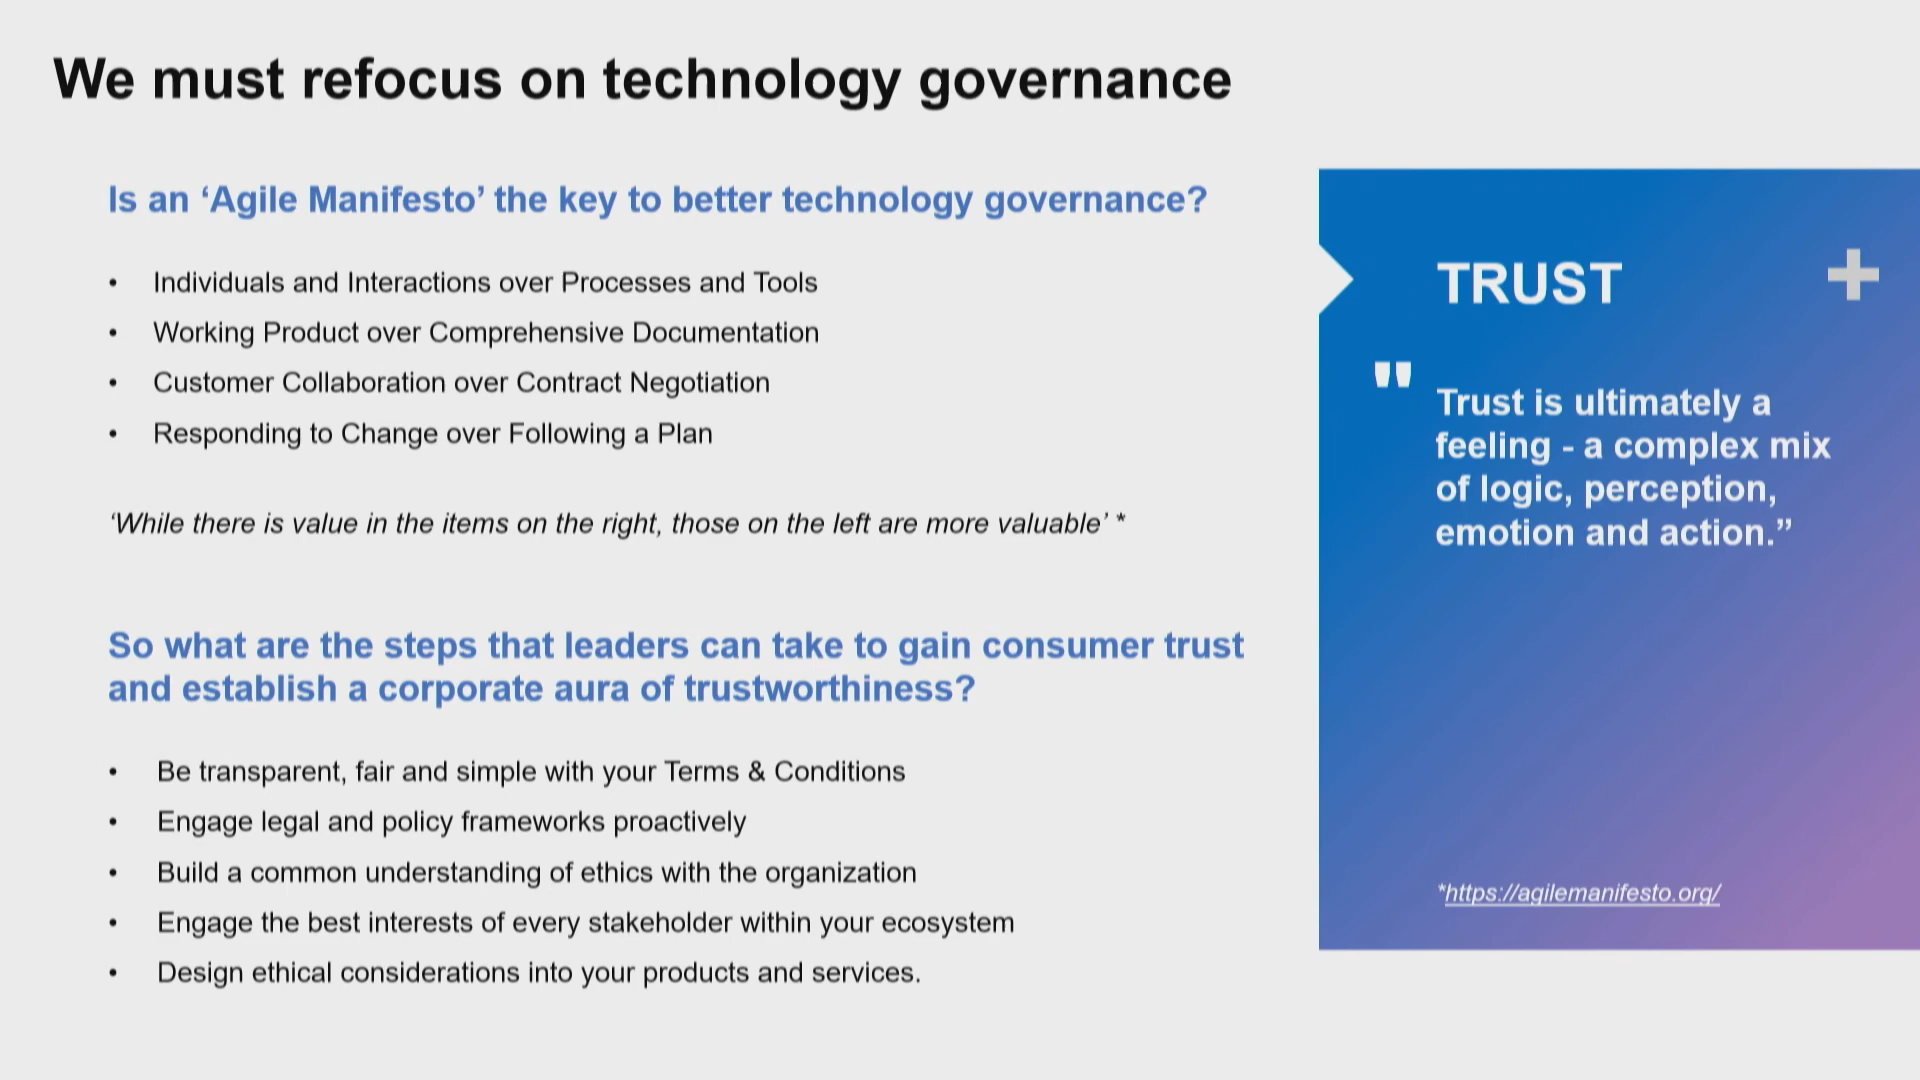 We must refocus on technology governance
Is an ‘Agile Manifesto’ the key to better technology governance?
• Individuals and Interactions over Processes and Tools
• Working Product over Comprehensive Documentation
• Customer Collaboration over Contract Negotiation
• Responding to Change over Following a Plan
‘While there is value in the items on the right, those on the left are more valuable’ *
So what are the steps that leaders can take to gain consumer trust
and establish a corporate aura of trustworthiness?
• Be transparent, fair and simple with your Terms & Conditions
• Engage legal and policy frameworks proactively
• Build a common understanding of ethics with the organization
• Engage the best interests of every stakeholder within your ecosystem
• Design ethical considerations into your products and services.
TRUST +
" Trust is ultimately a
feeling - a complex mix
of logic, perception,
emotion and action.”
*https://agilemanifesto.org/